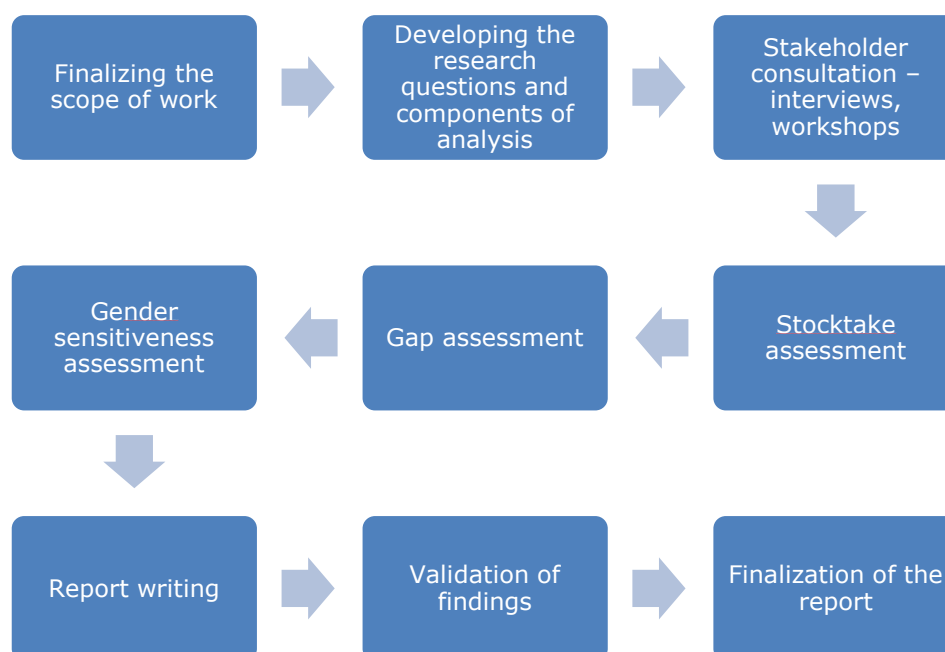 Finalizing the
scope of work
Developing the
research
questions and
components of
analysis
Stakeholder
consultation –
interviews,
workshops
Gender
sensitiveness
assessment
Gap assessment
Stocktake
assessment
Report writing
Validation of
findings
Finalization of the
report